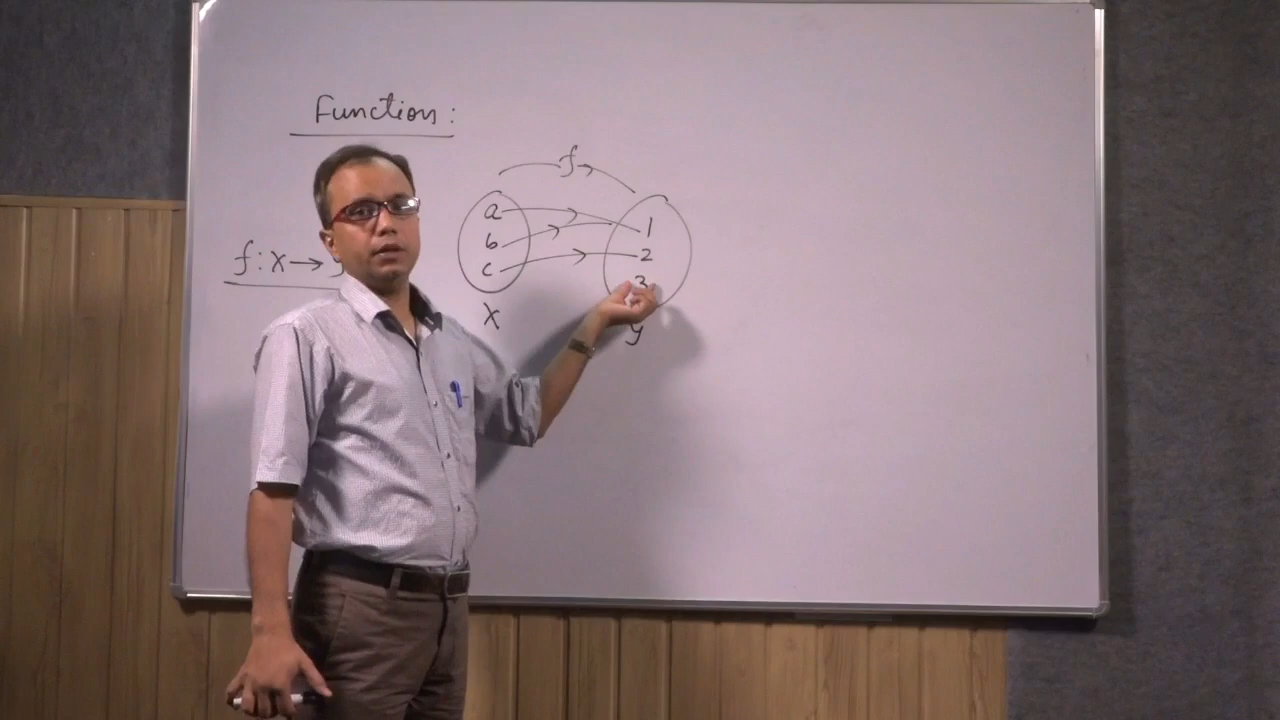 Function :
f
a 1
b 2
c 3
f : X →
X y